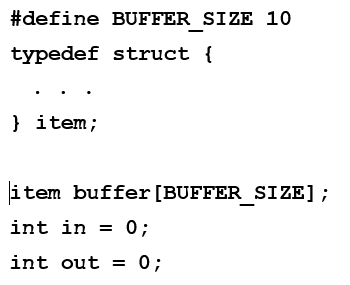 #define BUFFER_SIZE 10
typedef struct {
. . .
} item;
item buffer[BUFFER_SIZE];
int in = 0;
int out = 0;